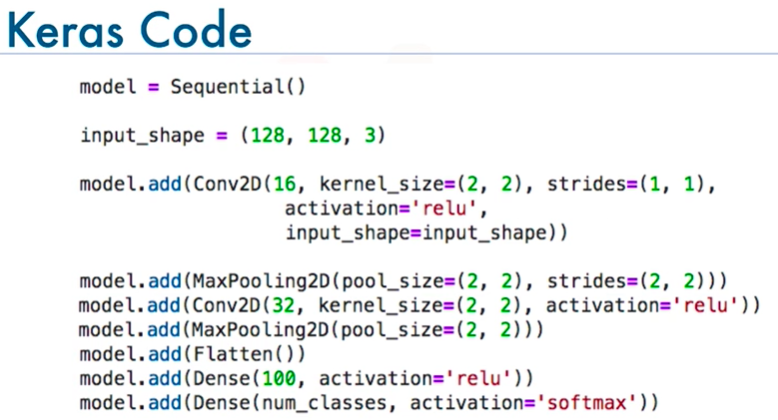 Keras Code
model = Sequential()
input_shape = (128, 128, 3)
model.add(Conv2D(16, kernel_size=(2, 2), strides=(1, 1),
activation='relu',
input_shape=input_shape))
model.add(MaxPooling2D(pool_size=(2, 2), strides=(2, 2)))
model.add(Conv2D(32, kernel_size=(2, 2), activation='relu'))
model.add(MaxPooling2D(pool_size=(2, 2)))
model.add(Flatten())
model.add(Dense(100, activation='relu'))
model.add(Dense(num_classes, activation='softmax'))